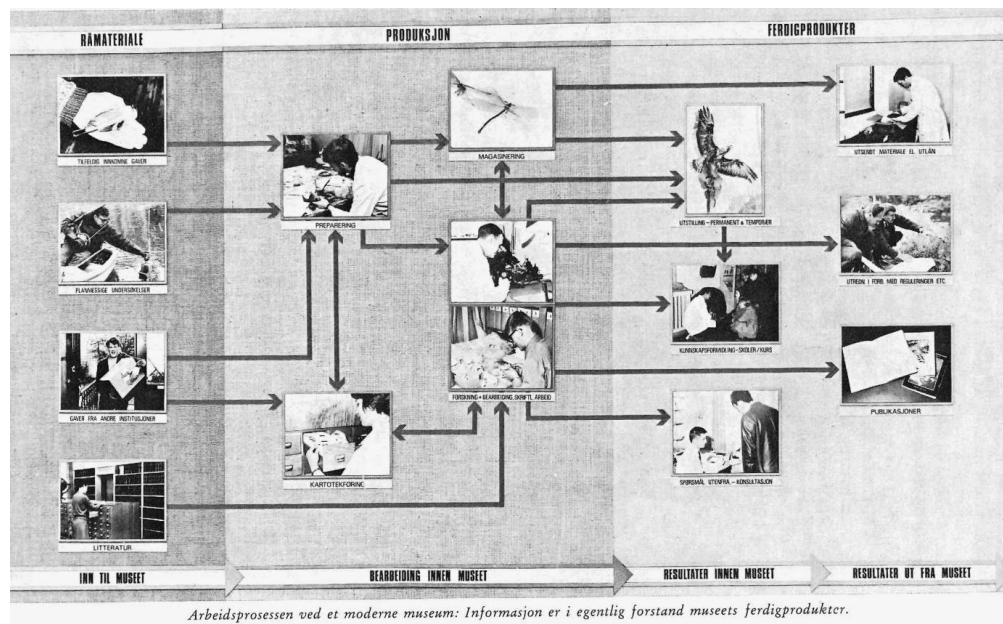 RÅMATERIALE
PRODUKSJON
FERDIGPRODUKTER
TILFELDIG INNKOMNE GAVER
PLANMESSIGE UNDERSØKELSER
GAVER FRA ANDRE INSTITUSJONER
LITTERATUR
PREPARERING
KARTOTEKFØRING
MAGASINERING
FORSKNING + BEARBEIDING, SKRIFTL. ARBEID
UTSTILLING – PERMANENT & TEMPORÆR
KUNNSKAPSFORMIDLING – SKOLER / KURS
SPØRSMÅL UTENFRA, – KONSULTASJON
UTSENDT MATERIALE EL. UTLÅN
UTREDN. I FORB. MED REGULERINGER ETC.
PUBLIKASJONER
INN TIL MUSEET
BEARBEIDING INNEN MUSEET
RESULTATER INNEN MUSEET
RESULTATER UT FRA MUSEET
Arbeidsprosessen ved et moderne museum: Informasjon er i egentlig forstand museets ferdigprodukter.